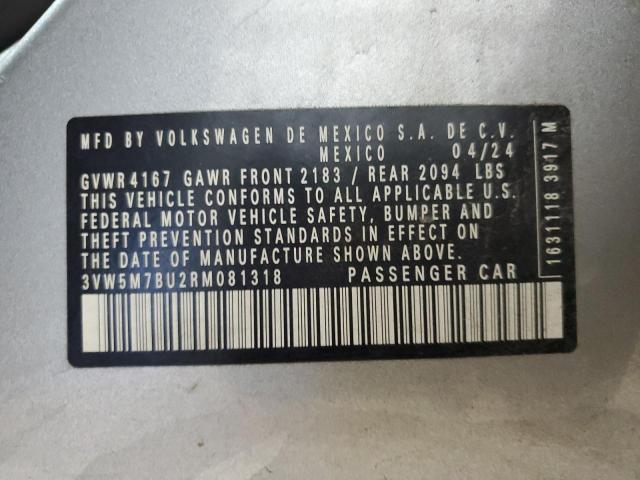 MFD BY VOLKSWAGEN DE MEXICO S.A. DE C.V.
MEXICO 04/24
GVWR 4167 GAWR FRONT 2183 / REAR 2094 LBS
THIS VEHICLE CONFORMS TO ALL APPLICABLE U.S.
FEDERAL MOTOR VEHICLE SAFETY, BUMPER AND
THEFT PREVENTION STANDARDS IN EFFECT ON
THE DATE OF MANUFACTURE SHOWN ABOVE.
3VW5M7BU2RM081318 PASSENGER CAR
1631118 3917 M